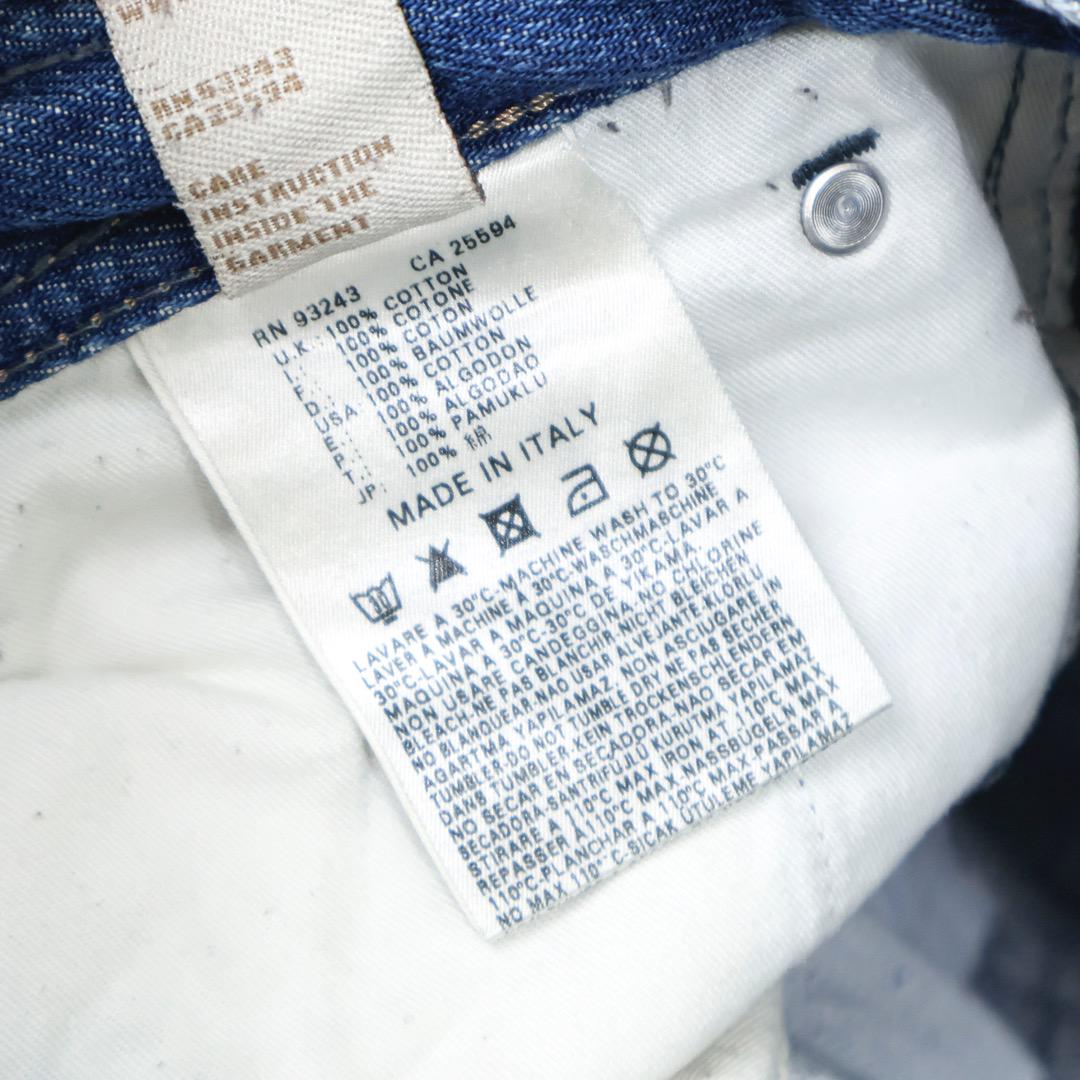 RN93243
CA25594
CARE
INSTRUCTION
INSIDE THE
GARMENT
RN 93243 CA 25594
U.K.: 100% COTTON
I.: 100% COTONE
F.: 100% COTON
D.: 100% BAUMWOLLE
USA: 100% COTTON
E.: 100% ALGODON
P.: 100% ALGODAO
T.: 100% PAMUKLU
JP: 100% 綿
MADE IN ITALY
LAVARE A 30°C-MACHINE WASH TO 30°C
LAVER A MACHINE À 30°C-WASCHMASCHINE
30°C-LAVAR A MAQUINA A 30°C-LAVAR A
MAQUINA A 30°C-30°C DE YIKAMA.
NON USARE CANDEGGINA-NO CHLORINE
BLEACH-NE PAS BLANCHIR-NICHT BLEICHEN
NO BLANQUEAR-NAO USAR ALVEJANTE-KLORLU
AGARTMA YAPILAMAZ NON ASCIUGARE IN
TUMBLER-DO NOT TUMBLE DRY-NE PAS SECHER
DANS TUMBLER-KEIN TROCKENSCHLENDERN
NO SECAR EN SECADORA-NAO SECAR EM
SECADORA-SANTRIFUJLÜ KURUTMA YAPILAMAZ
STIRARE A 110°C MAX IRON AT 110°C MAX
REPASSER À 110°C MAX.NASSBÜGELN MAX
110°C-PLANCHAR A 110°C MAX-PASSAR A
NO MAX 110° C-SICAK ÜTÜLEME YAPILAMAZ